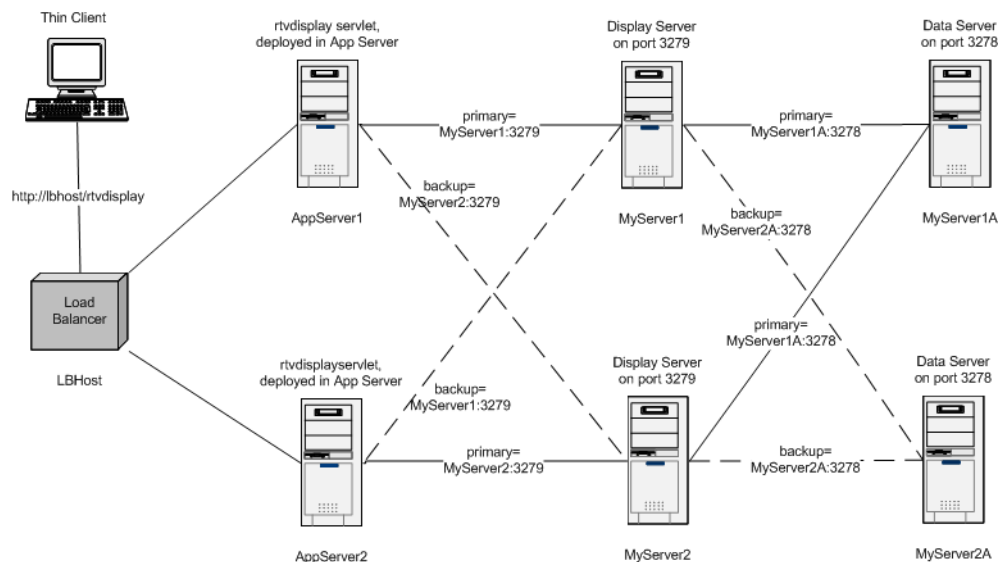 Thin Client
rtvdisplay servlet,
deployed in App Server
Display Server
on port 3279
Data Server
on port 3278
primary=
MyServer1:3279
primary=
MyServer1A:3278
http://lbhost/rtvdisplay
backup=
MyServer2:3279
AppServer1
MyServer1
backup=
MyServer2A:3278
MyServer1A
Load
Balancer
primary=
MyServer1A:3278
LBHost
rtvdisplayservlet,
deployed in App Server
backup=
MyServer1:3279
Display Server
on port 3279
Data Server
on port 3278
primary=
MyServer2:3279
backup=
MyServer2A:3278
AppServer2
MyServer2
MyServer2A